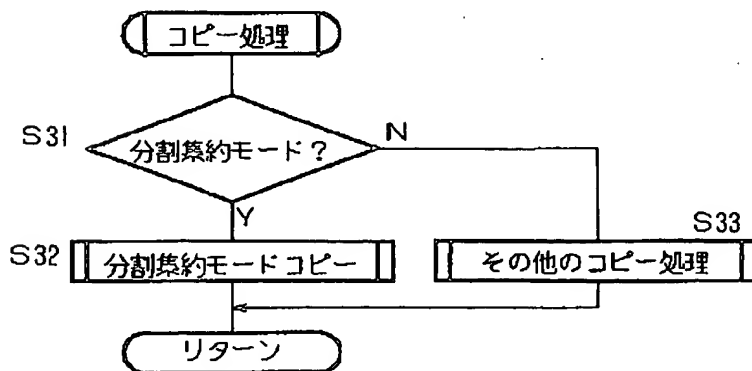 コピー処理
S31
分割集約モード?
N
Y
S32
分割集約モードコピー
S33
その他のコピー処理
リターン